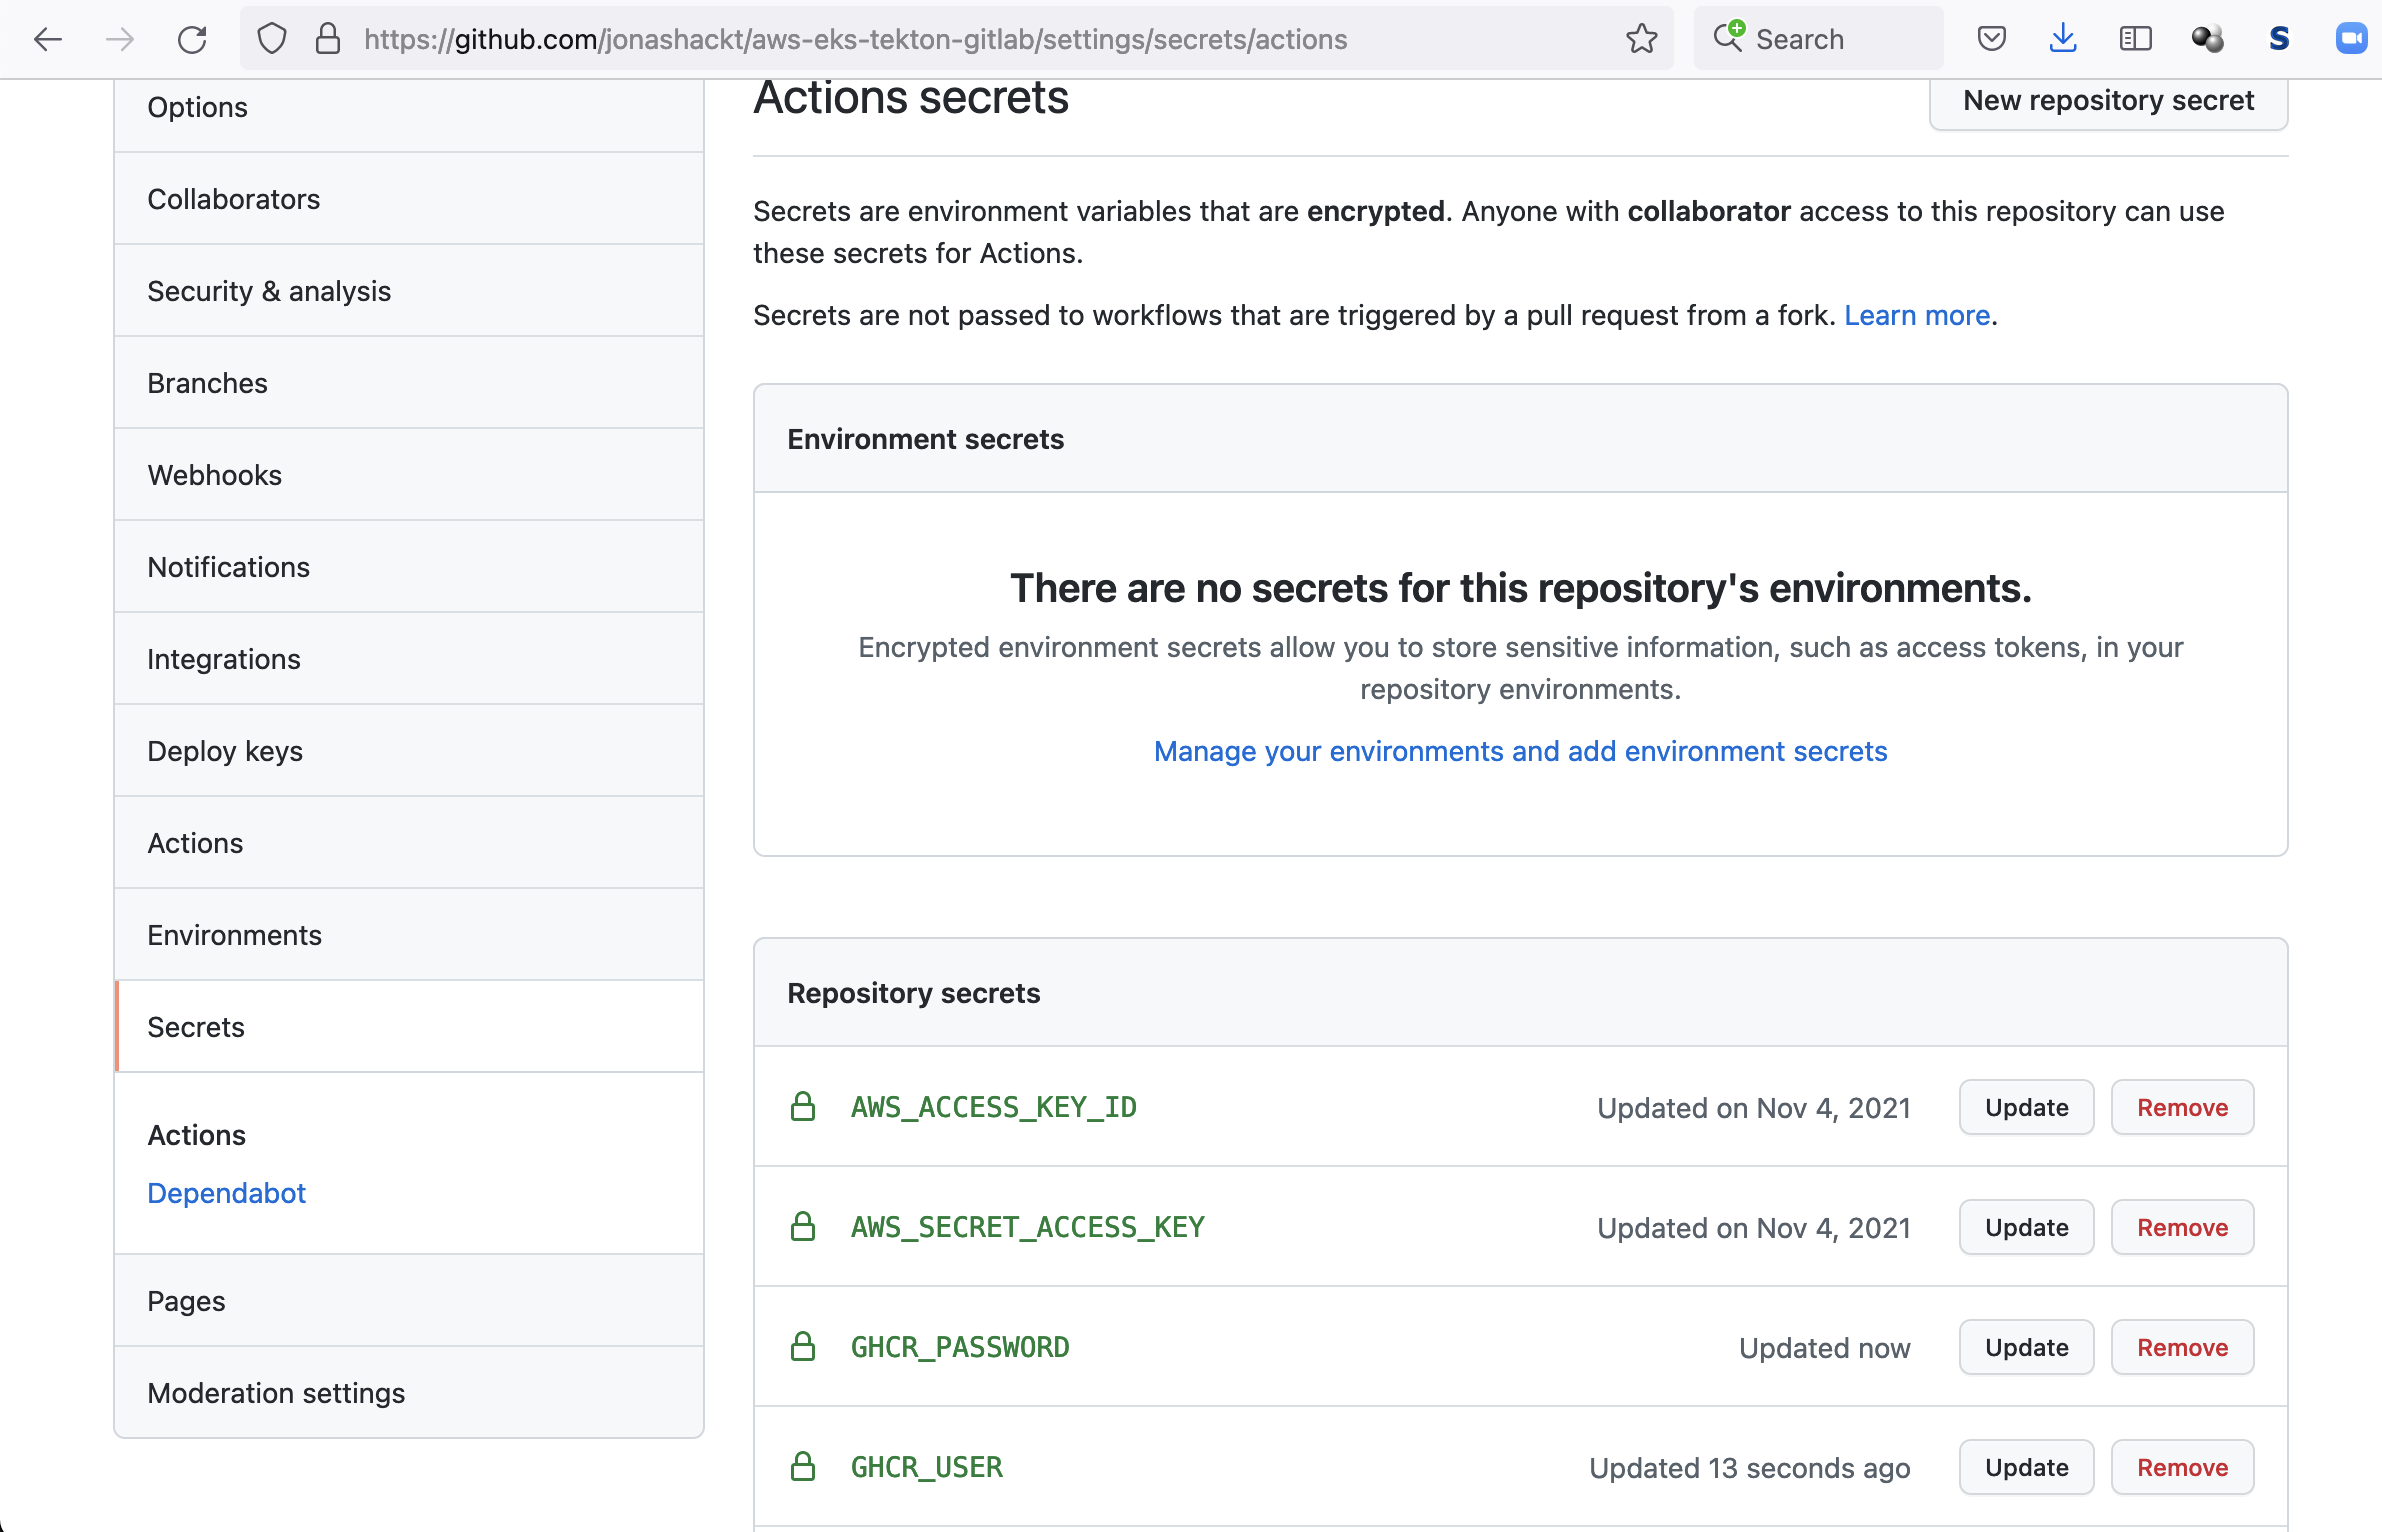 https://github.com/jonashackt/aws-eks-tekton-gitlab/settings/secrets/actions
Search
S
Options
Collaborators
Security & analysis
Branches
Webhooks
Notifications
Integrations
Deploy keys
Actions
Environments
Secrets
Actions
Dependabot
Pages
Moderation settings
Actions secrets
New repository secret
Secrets are environment variables that are encrypted. Anyone with collaborator access to this repository can use
these secrets for Actions.
Secrets are not passed to workflows that are triggered by a pull request from a fork. Learn more.
Environment secrets
There are no secrets for this repository's environments.
Encrypted environment secrets allow you to store sensitive information, such as access tokens, in your
repository environments.
Manage your environments and add environment secrets
Repository secrets
AWS_ACCESS_KEY_ID Updated on Nov 4, 2021 Update Remove
AWS_SECRET_ACCESS_KEY Updated on Nov 4, 2021 Update Remove
GHCR_PASSWORD Updated now Update Remove
GHCR_USER Updated 13 seconds ago Update Remove